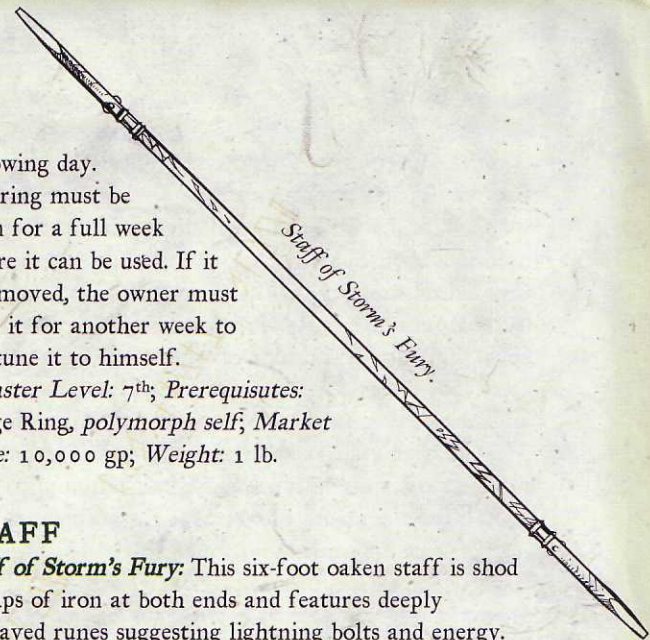 owing day.
ring must be
for a full week
re it can be used. If it
moved, the owner must
it for another week to
tune it to himself.
aster Level: 7th; Prerequisutes:
ge Ring, polymorph self; Market
e: 10,000 gp; Weight: 1 lb.
Staff of Storm's Fury.
AFF
f of Storm's Fury: This six-foot oaken staff is shod
ps of iron at both ends and features deeply
aved runes suggesting lightning bolts and energy.